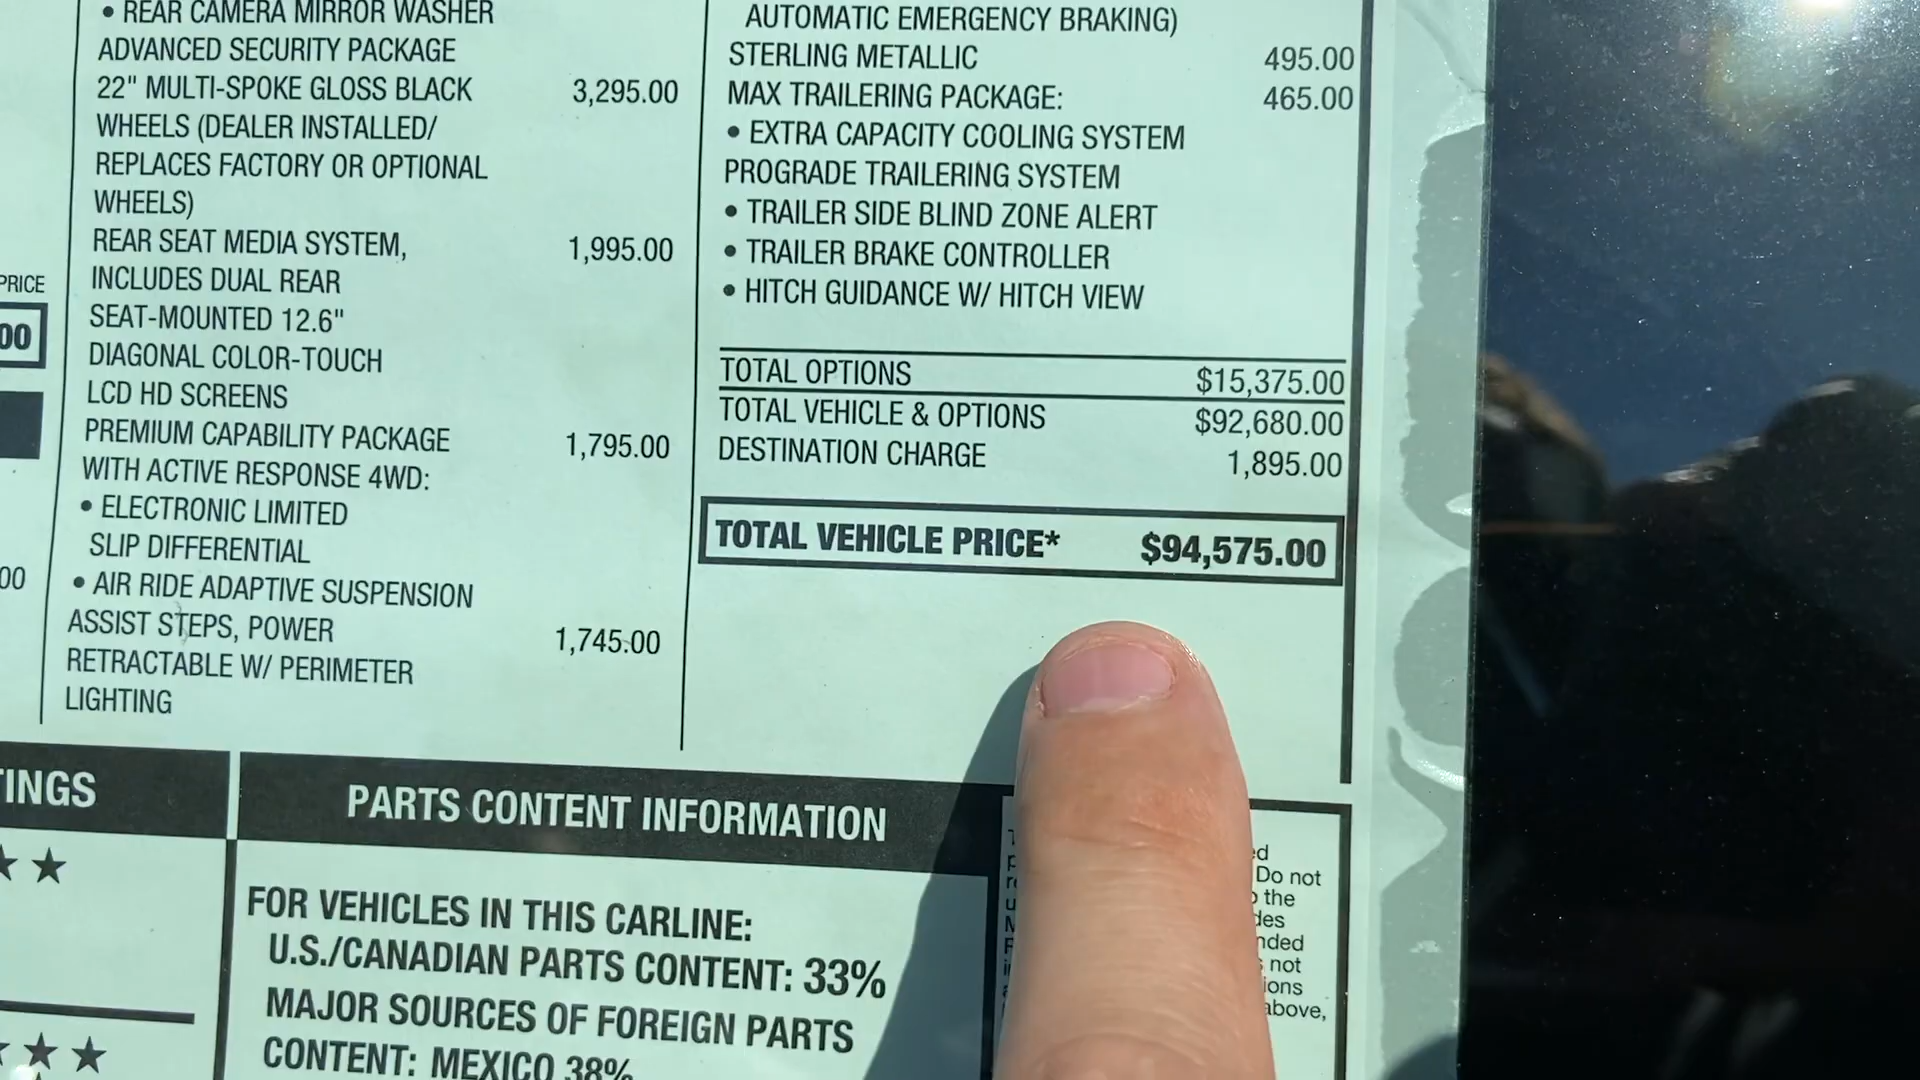 PRICE
00
00
• REAR CAMERA MIRROR WASHER
ADVANCED SECURITY PACKAGE
22" MULTI-SPOKE GLOSS BLACK 3,295.00
WHEELS (DEALER INSTALLED/
REPLACES FACTORY OR OPTIONAL
WHEELS)
REAR SEAT MEDIA SYSTEM, 1,995.00
INCLUDES DUAL REAR
SEAT-MOUNTED 12.6"
DIAGONAL COLOR-TOUCH
LCD HD SCREENS
PREMIUM CAPABILITY PACKAGE 1,795.00
WITH ACTIVE RESPONSE 4WD:
• ELECTRONIC LIMITED
SLIP DIFFERENTIAL
• AIR RIDE ADAPTIVE SUSPENSION
ASSIST STEPS, POWER 1,745.00
RETRACTABLE W/ PERIMETER
LIGHTING
AUTOMATIC EMERGENCY BRAKING)
STERLING METALLIC 495.00
MAX TRAILERING PACKAGE: 465.00
• EXTRA CAPACITY COOLING SYSTEM
PROGRADE TRAILERING SYSTEM
• TRAILER SIDE BLIND ZONE ALERT
• TRAILER BRAKE CONTROLLER
• HITCH GUIDANCE W/ HITCH VIEW
TOTAL OPTIONS $15,375.00
TOTAL VEHICLE & OPTIONS $92,680.00
DESTINATION CHARGE 1,895.00
TOTAL VEHICLE PRICE* $94,575.00
TINGS
★★
★★★
PARTS CONTENT INFORMATION
FOR VEHICLES IN THIS CARLINE:
U.S./CANADIAN PARTS CONTENT: 33%
MAJOR SOURCES OF FOREIGN PARTS
CONTENT: MEXICO 38%
Do not
the
not
above,